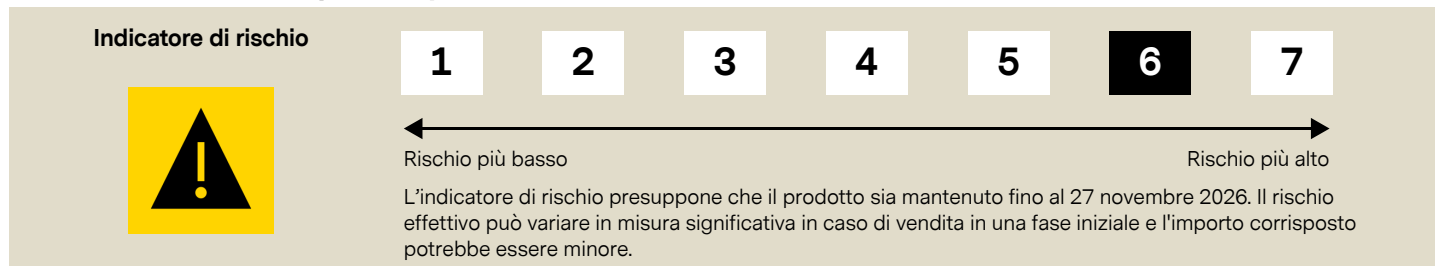 Indicatore di rischio
1 2 3 4 5 6 7
Rischio più basso Rischio più alto
L'indicatore di rischio presuppone che il prodotto sia mantenuto fino al 27 novembre 2026. Il rischio
effettivo può variare in misura significativa in caso di vendita in una fase iniziale e l'importo corrisposto
potrebbe essere minore.